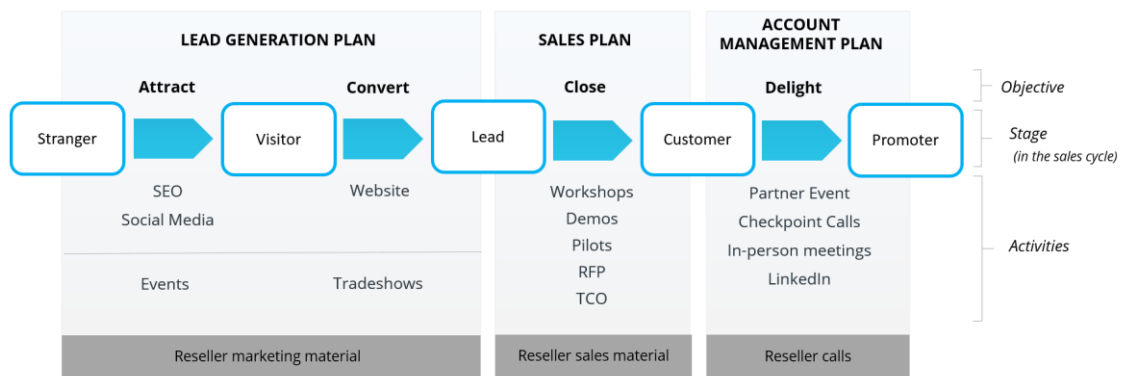 LEAD GENERATION PLAN
SALES PLAN
ACCOUNT
MANAGEMENT PLAN
Attract
Convert
Close
Delight
Objective
Stranger
Visitor
Lead
Customer
Promoter
Stage
(in the sales cycle)
SEO
Social Media
Website
Events
Tradeshows
Workshops
Demos
Pilots
RFP
TCO
Partner Event
Checkpoint Calls
In-person meetings
LinkedIn
Activities
Reseller marketing material
Reseller sales material
Reseller calls